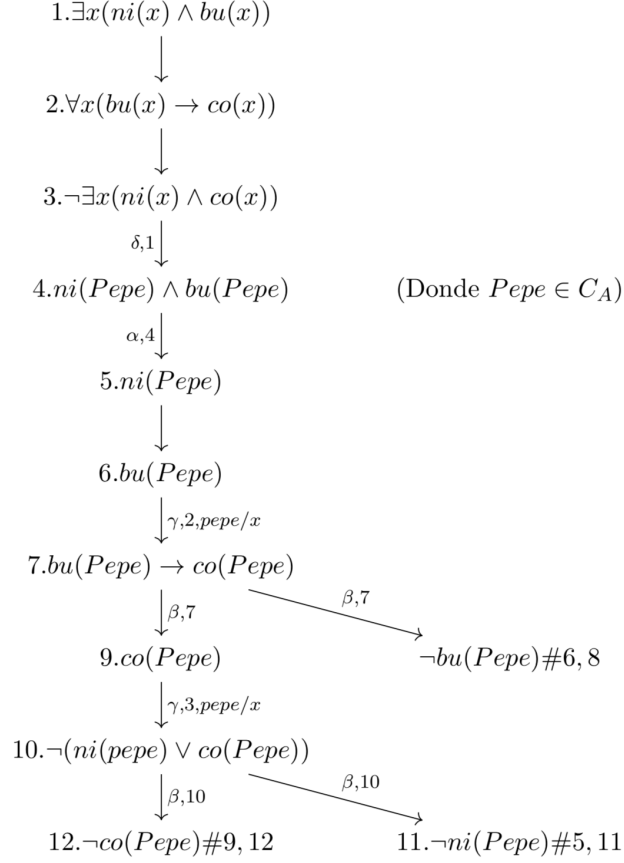 1.∃x(ni(x) ∧ bu(x))
2.∀x(bu(x) → co(x))
3.¬∃x(ni(x) ∧ co(x))
δ,1
4.ni(Pepe) ∧ bu(Pepe) (Donde Pepe ∈ C_A)
α,4
5.ni(Pepe)
6.bu(Pepe)
γ,2,pepe/x
7.bu(Pepe) → co(Pepe)
β,7 β,7
9.co(Pepe) ¬bu(Pepe)#6, 8
γ,3,pepe/x
10.¬(ni(pepe) ∨ co(Pepe))
β,10 β,10
12.¬co(Pepe)#9, 12 11.¬ni(Pepe)#5, 11